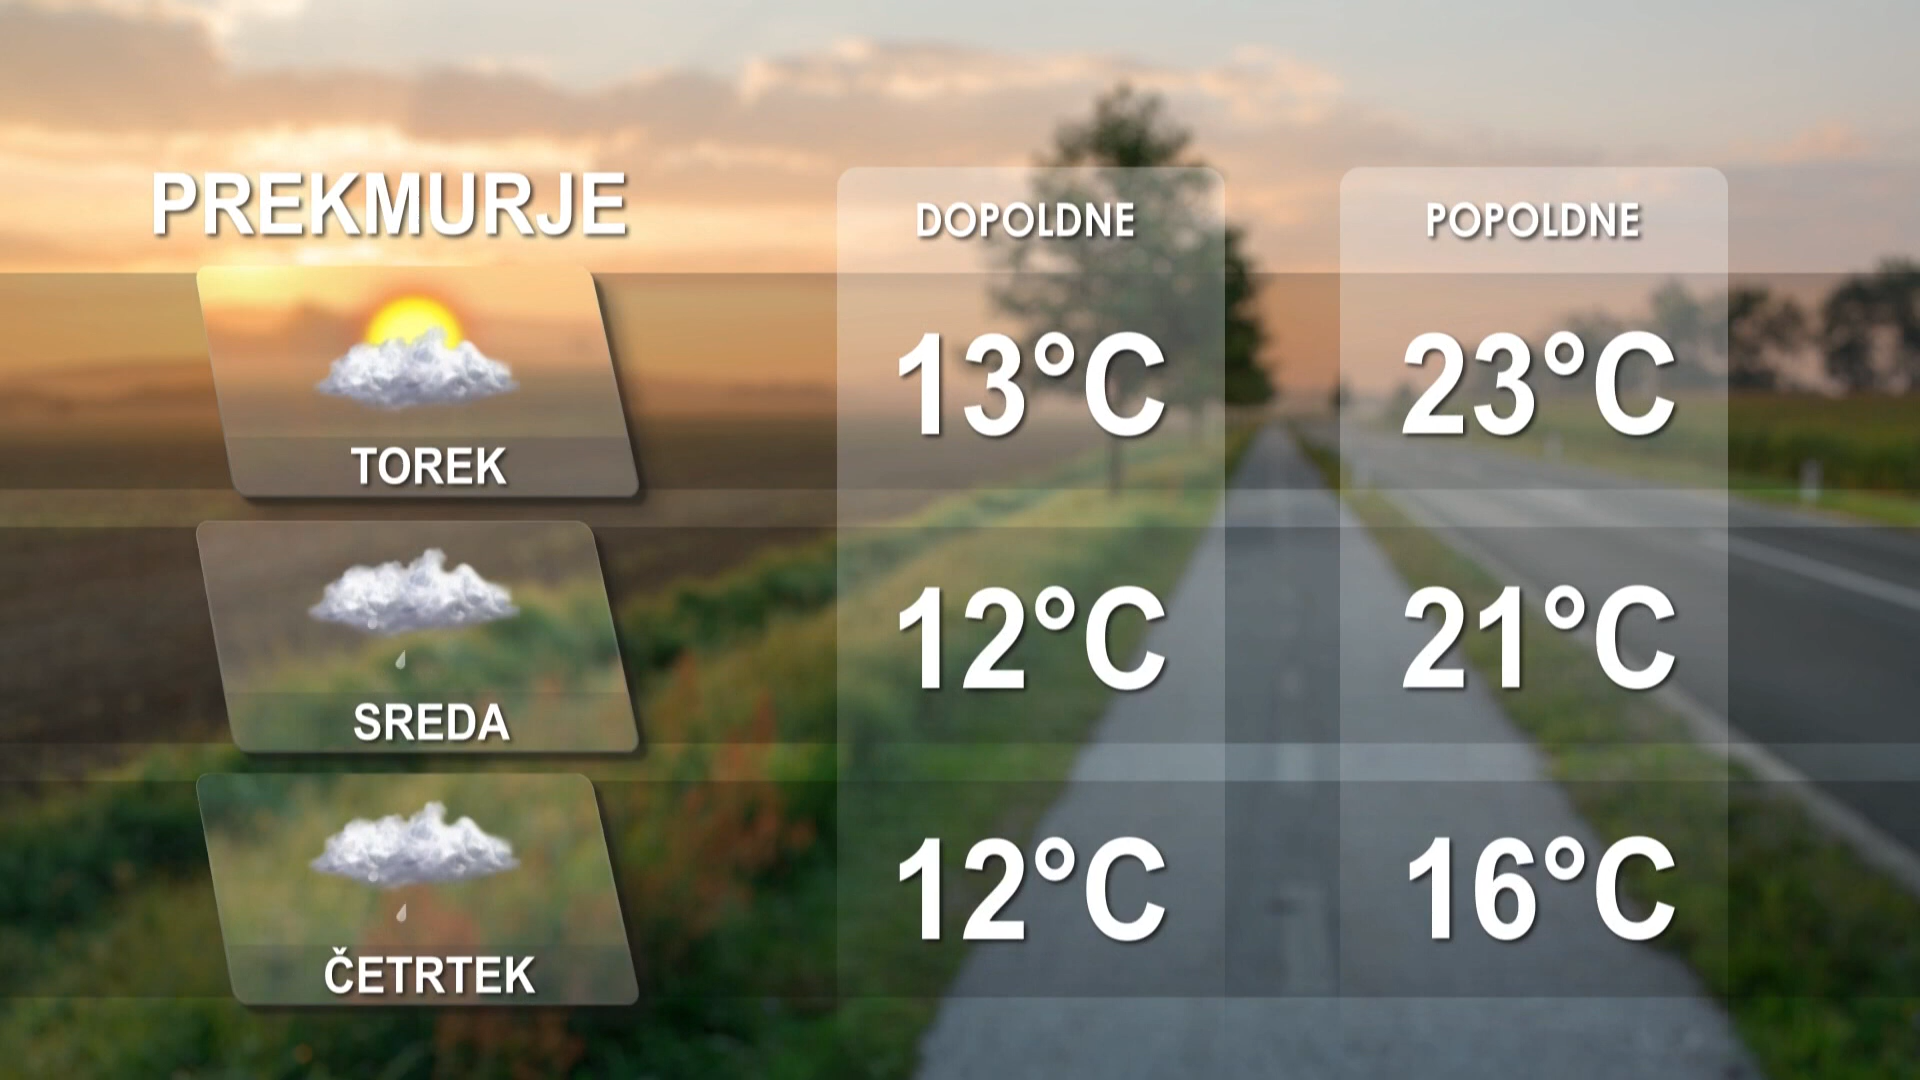 PREKMURJE
DOPOLDNE
POPOLDNE
TOREK
13°C
23°C
SREDA
12°C
21°C
ČETRTEK
12°C
16°C